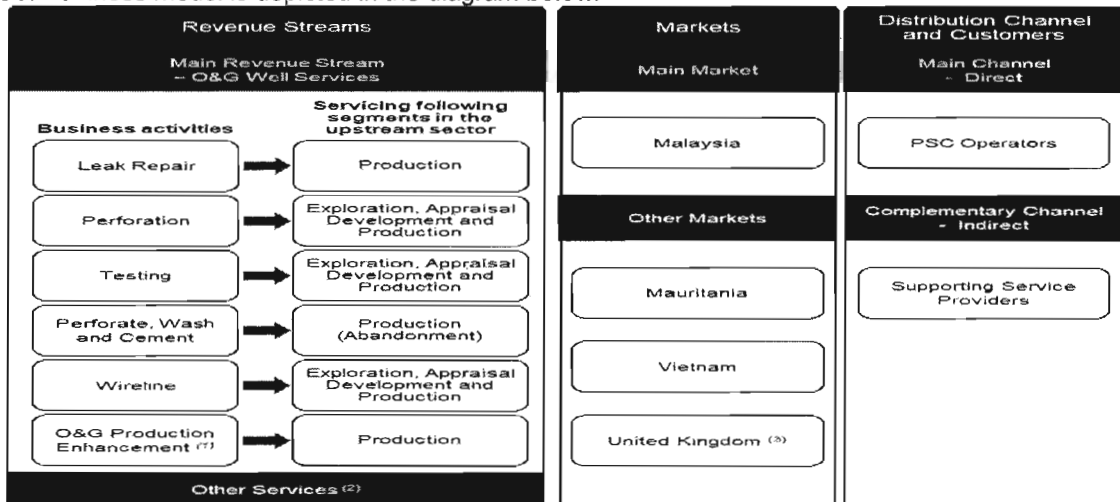 Revenue Streams
Main Revenue Stream
– O&G Well Services
Business activities
Servicing following
segments in the
upstream sector
Leak Repair
Production
Perforation
Exploration, Appraisal
Development and
Production
Testing
Exploration, Appraisal
Development and
Production
Perforate, Wash
and Cement
Production
(Abandonment)
Wireline
Exploration, Appraisal
Development and
Production
O&G Production
Enhancement (1)
Production
Other Services (2)
Markets
Main Market
Malaysia
Other Markets
Mauritania
Vietnam
United Kingdom (3)
Distribution Channel
and Customers
Main Channel
- Direct
PSC Operators
Complementary Channel
- Indirect
Supporting Service
Providers